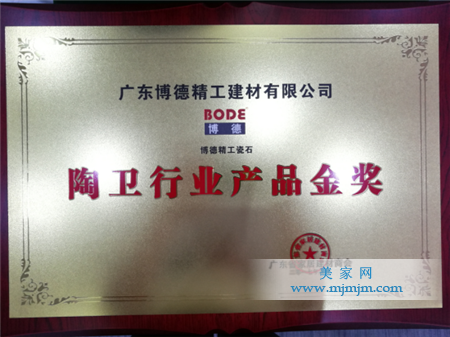 广东博德精工建材有限公司
BODE
博德
博德精工瓷石
陶卫行业产品金奖
美家网
www.mjmjm.com